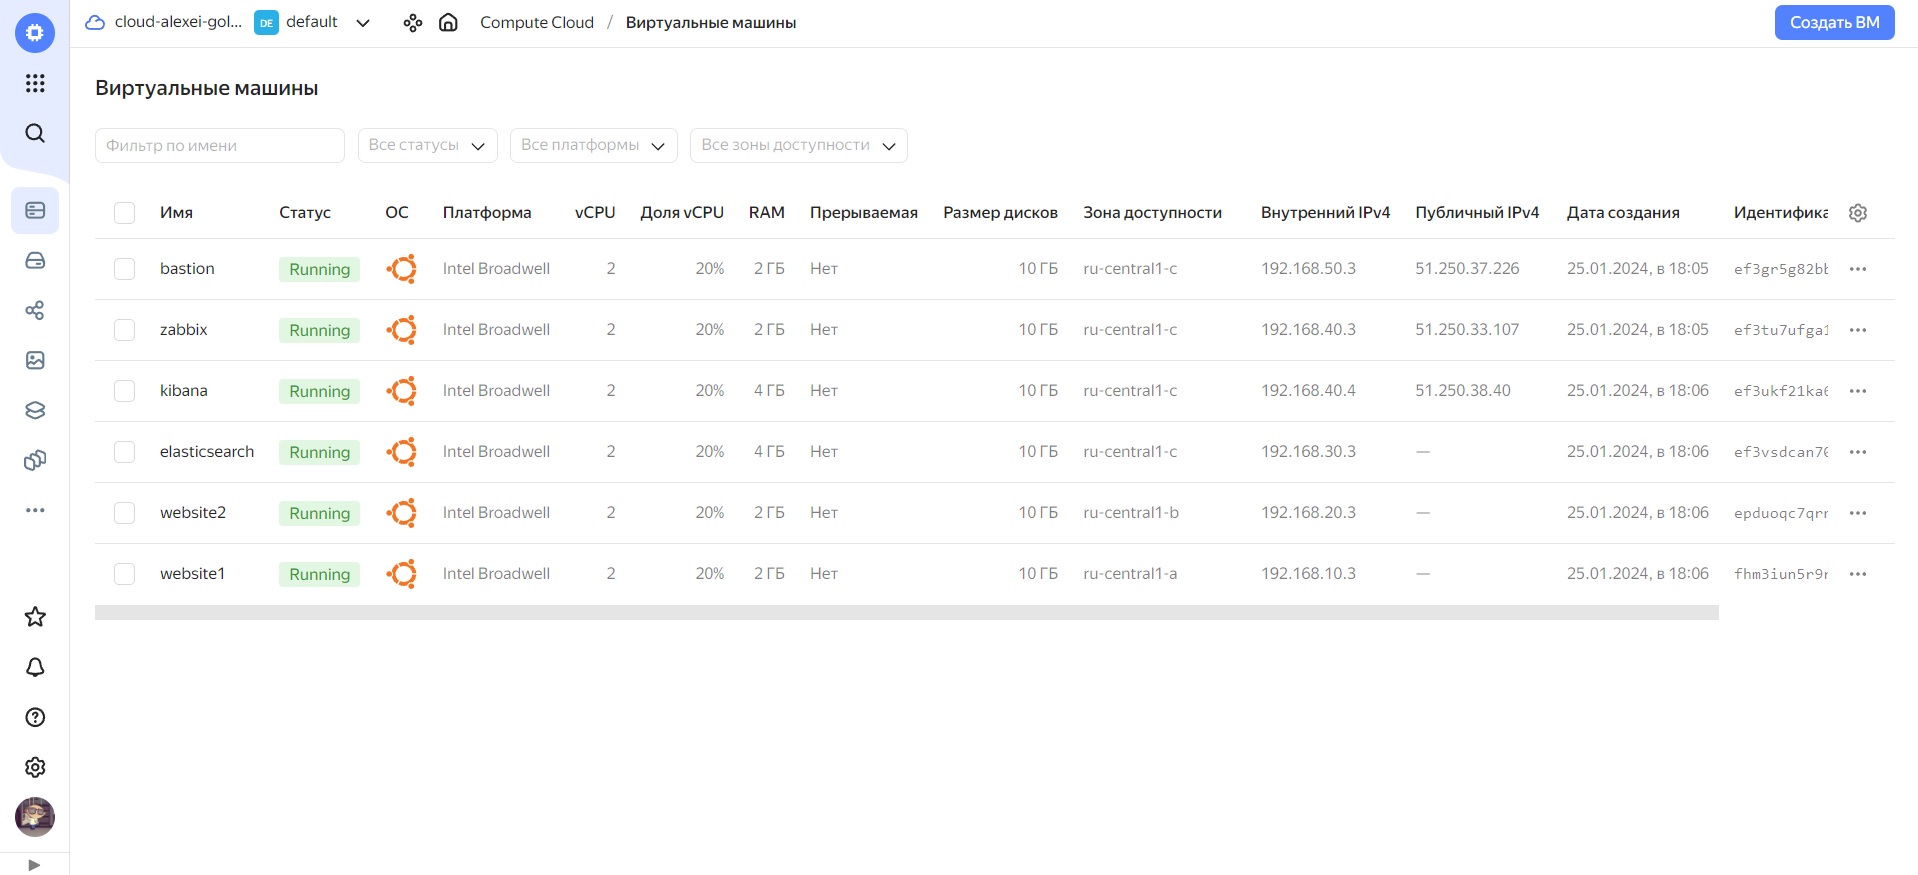 cloud-alexei-gol... DE default Compute Cloud / Виртуальные машины Создать ВМ
Виртуальные машины
Фильтр по имени Все статусы Все платформы Все зоны доступности
Имя Статус ОС Платформа vCPU Доля vCPU RAM Прерываемая Размер дисков Зона доступности Внутренний IPv4 Публичный IPv4 Дата создания Идентифика
bastion Running Intel Broadwell 2 20% 2 ГБ Нет 10 ГБ ru-central1-c 192.168.50.3 51.250.37.226 25.01.2024, в 18:05 ef3gr5g82bb
zabbix Running Intel Broadwell 2 20% 2 ГБ Нет 10 ГБ ru-central1-c 192.168.40.3 51.250.33.107 25.01.2024, в 18:05 ef3tu7ufga1
kibana Running Intel Broadwell 2 20% 4 ГБ Нет 10 ГБ ru-central1-c 192.168.40.4 51.250.38.40 25.01.2024, в 18:06 ef3ukf21ka6
elasticsearch Running Intel Broadwell 2 20% 4 ГБ Нет 10 ГБ ru-central1-c 192.168.30.3 — 25.01.2024, в 18:06
website2 Running Intel Broadwell 2 20% 2 ГБ Нет 10 ГБ ru-central1-b 192.168.20.3 — 25.01.2024, в 18:06
website1 Running Intel Broadwell 2 20% 2 ГБ Нет 10 ГБ ru-central1-a 192.168.10.3 — 25.01.2024, в 18:06